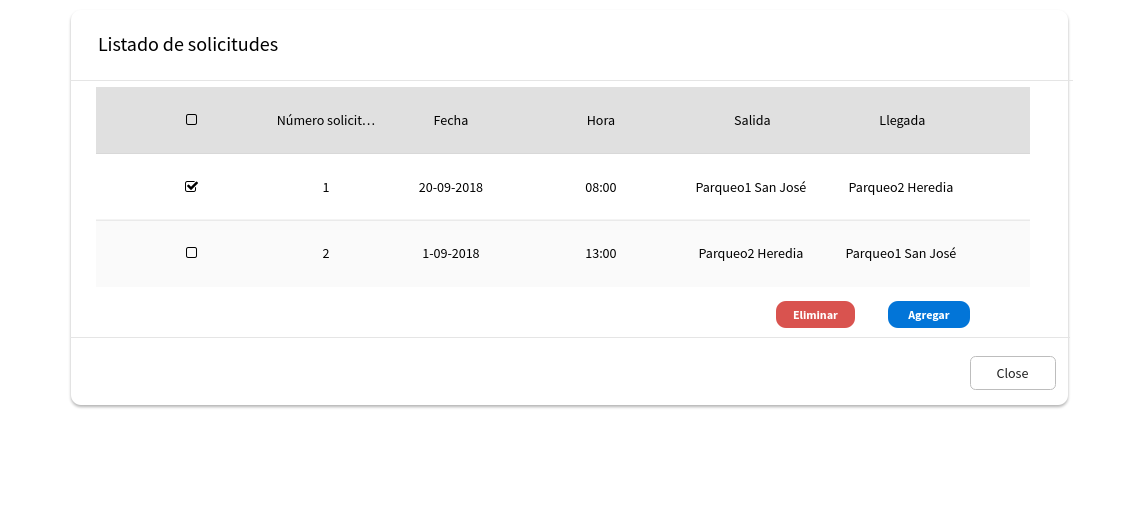 Listado de solicitudes
Número solicit… Fecha Hora Salida Llegada
1 20-09-2018 08:00 Parqueo1 San José Parqueo2 Heredia
2 1-09-2018 13:00 Parqueo2 Heredia Parqueo1 San José
Eliminar Agregar
Close